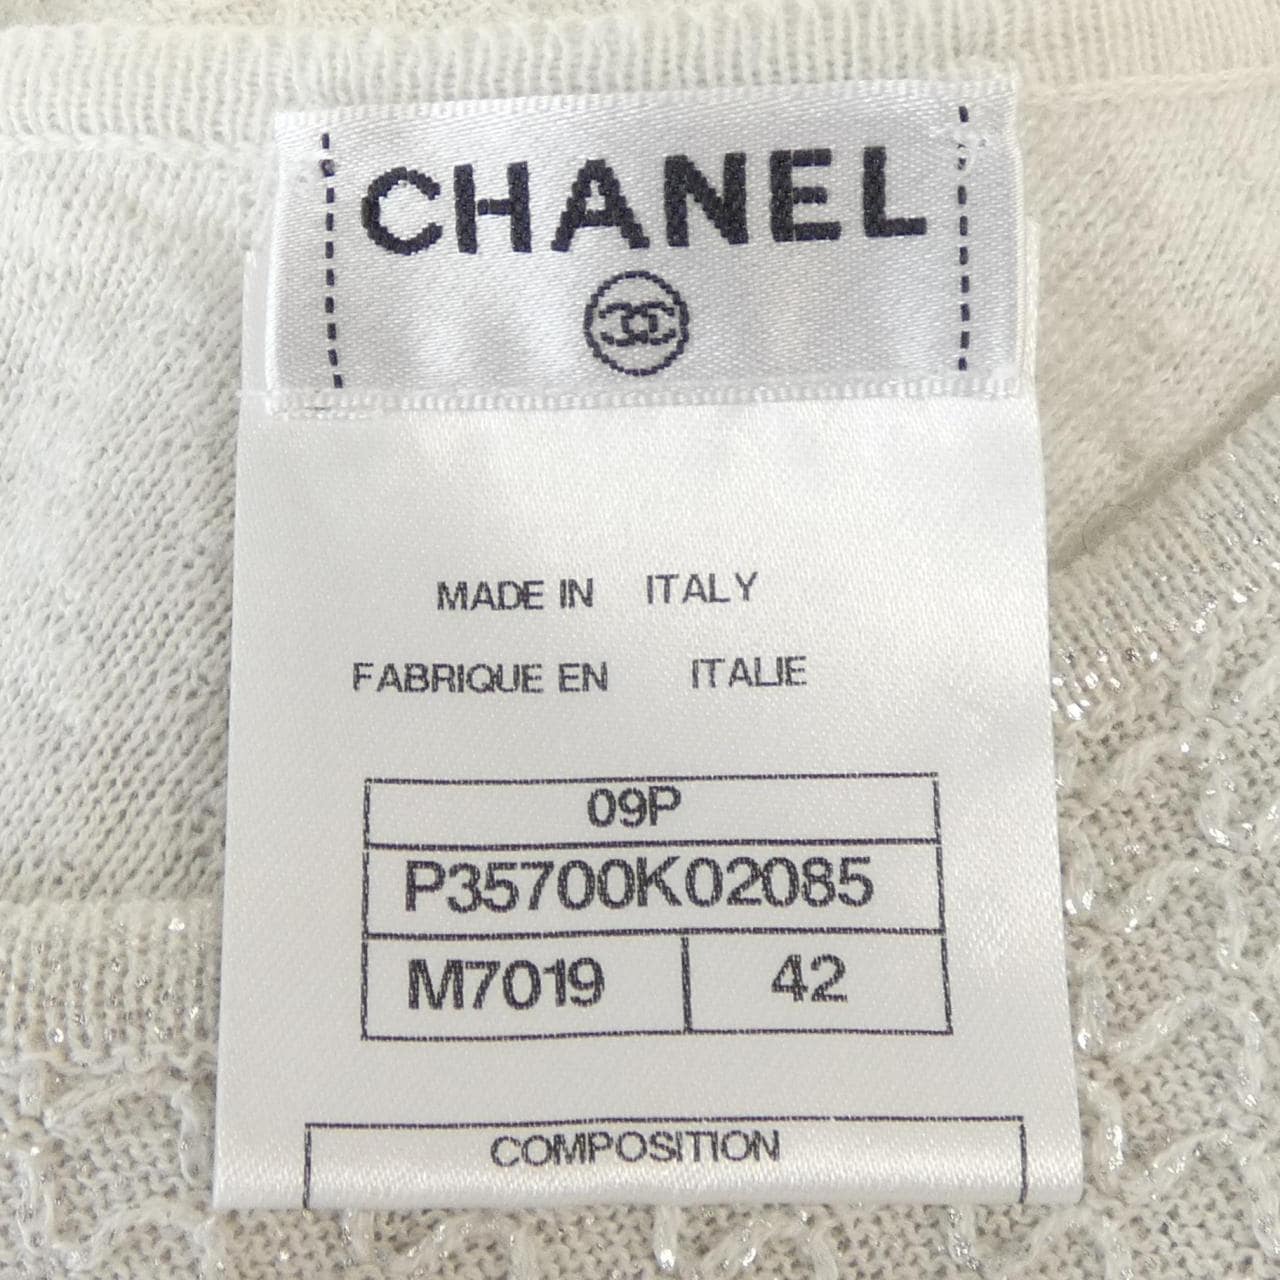 CHANEL
MADE IN ITALY
FABRIQUE EN ITALIE
09P
P35700K02085
M7019 42
COMPOSITION